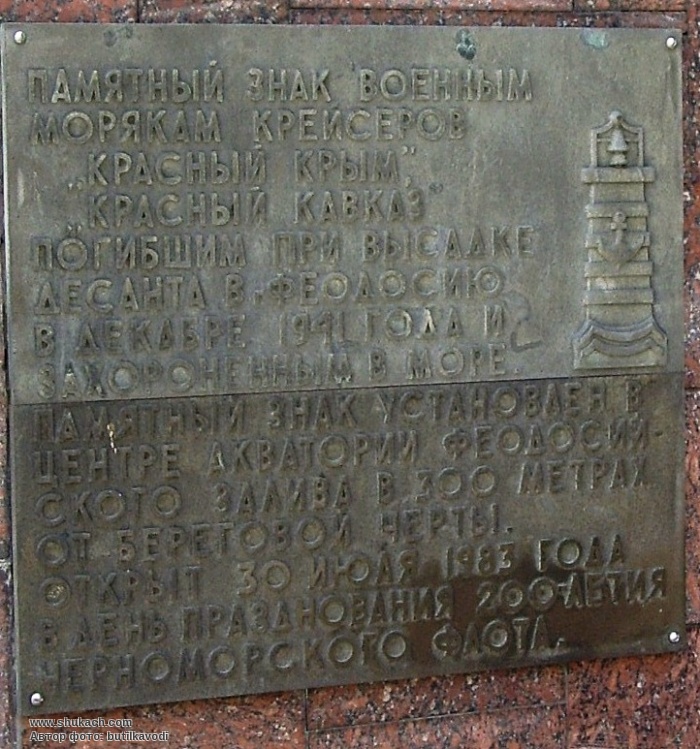 ПАМЯТНЫЙ ЗНАК ВОЕННЫМ
МОРЯКАМ КРЕЙСЕРОВ
„КРАСНЫЙ КРЫМ",
КРАСНЫЙ КАВКАЗ
ПОГИБШИМ ПРИ ВЫСАДКЕ
ДЕСАНТА В ФЕОДОСИЮ
В ДЕКАБРЕ 1941 ГОДА И
ЗАХОРОНЕННЫМ В МОРЕ.
ПАМЯТНЫЙ ЗНАК УСТАНОВЛЕН В
ЦЕНТРЕ АКВАТОРИИ ФЕОДОСИЙ-
СКОГО ЗАЛИВА В 300 МЕТРАХ
ОТ БЕРЕГОВОЙ ЧЕРТЫ.
ОТКРЫТ 30 ИЮЛЯ 1983 ГОДА
В ДЕНЬ ПРАЗДНОВАНИЯ 200-ЛЕТИЯ
ЧЕРНОМОРСКОГО ФЛОТА.
www.shukach.com
Автор фото: butilkavodi